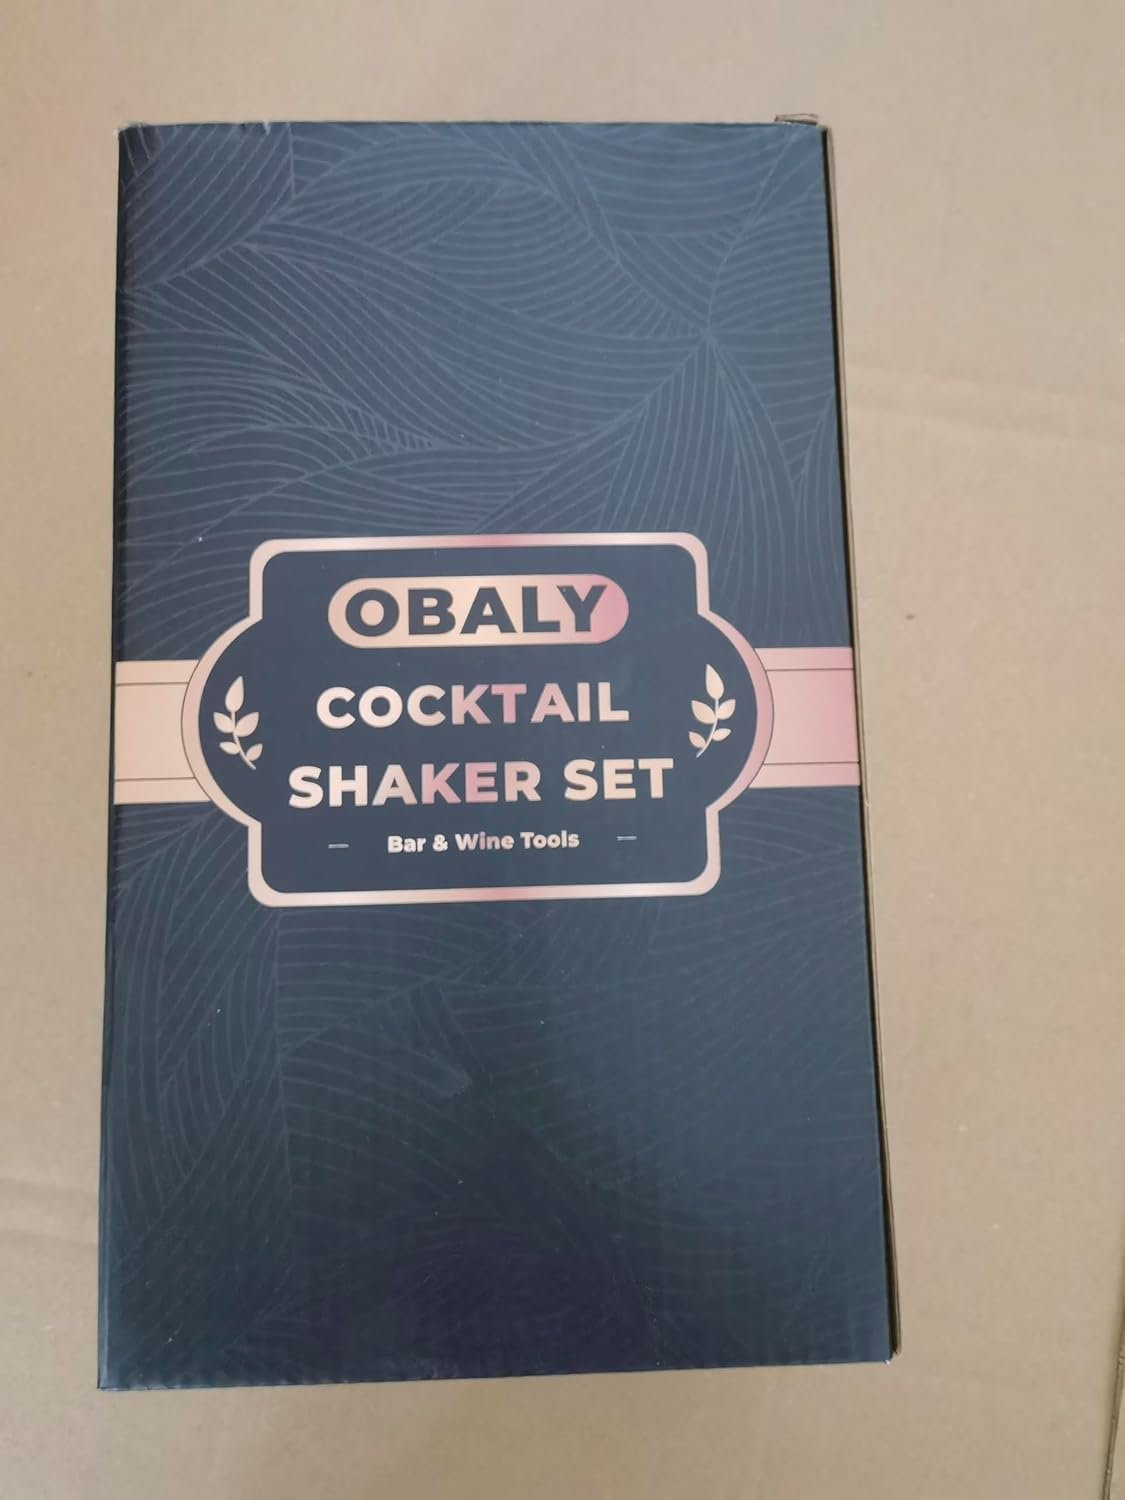 OBALY
COCKTAIL
SHAKER SET
Bar & Wine Tools